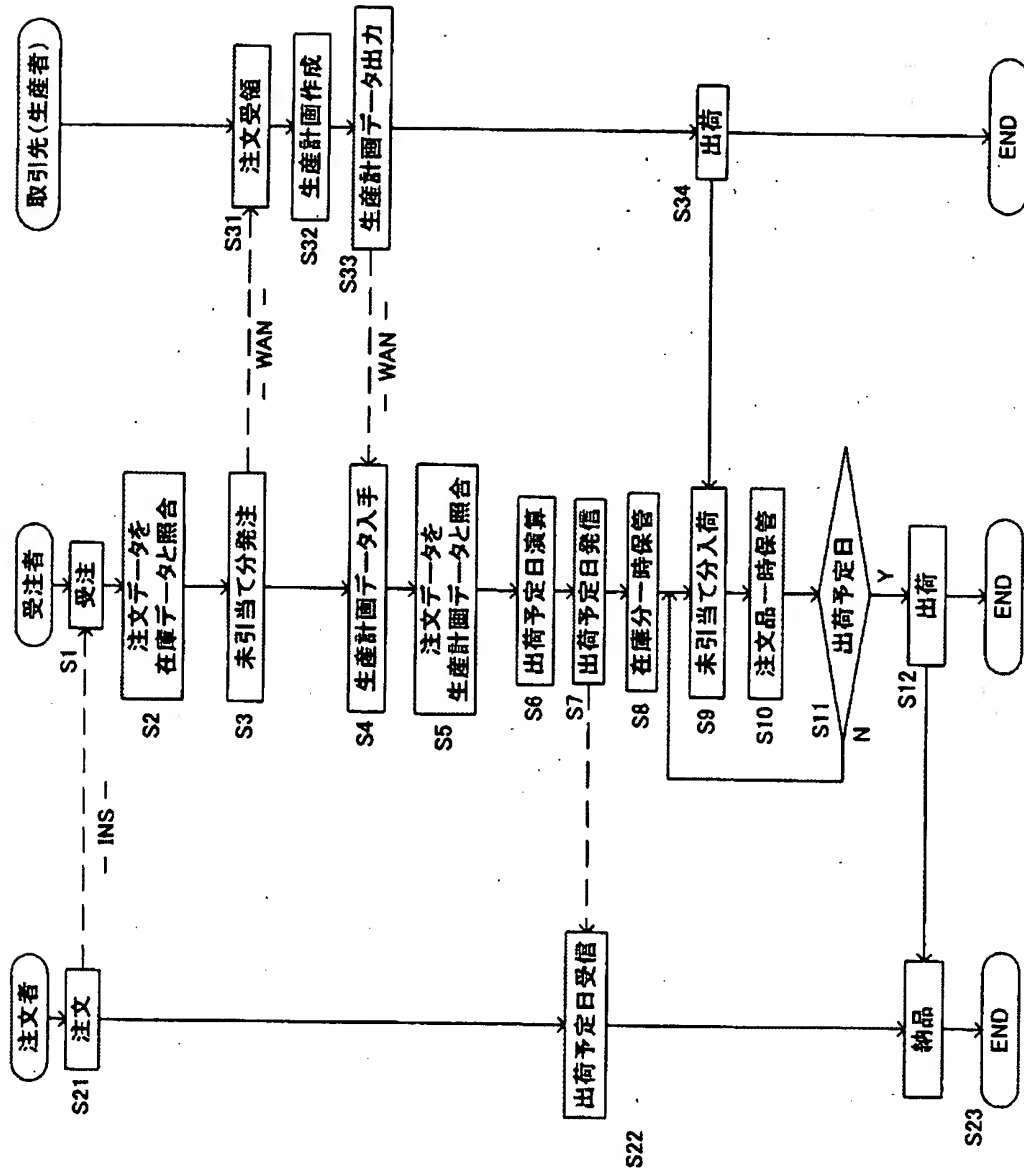 注文者
S21
注文
S22
出荷予定日受信
納品
S23
END
– INS –
受注者
S1
受注
S2
注文データを
在庫データと照合
S3
未引当て分発注
S4
生産計画データ入手
S5
注文データを
生産計画データと照合
S6
出荷予定日演算
S7
出荷予定日発信
S8
在庫分一時保管
S9
未引当て分入荷
S10
注文品一時保管
S11
出荷予定日
N
Y
S12
出荷
END
– WAN –
– WAN –
取引先(生産者)
S31
注文受領
S32
生産計画作成
S33
生産計画データ出力
S34
出荷
END